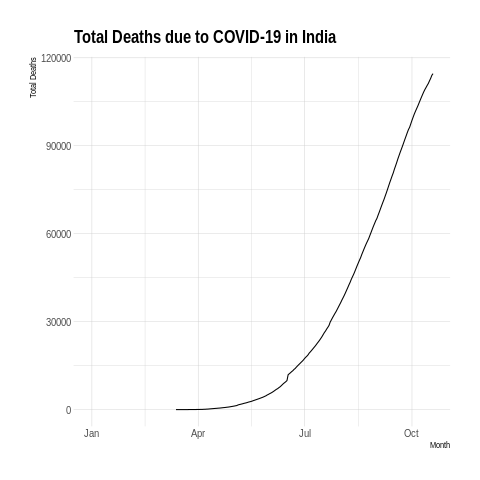 Total Deaths due to COVID-19 in India
Total Deaths
120000
90000
60000
30000
0
Jan Apr Jul Oct
Month